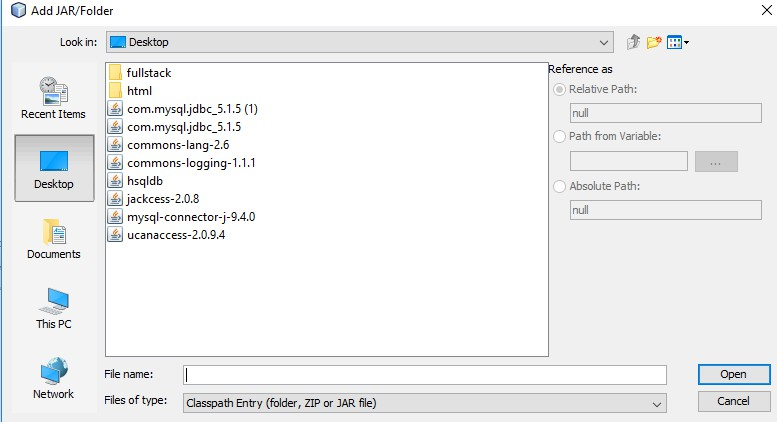 Add JAR/Folder
Look in:
Desktop
Recent Items
Desktop
Documents
This PC
Network
fullstack
html
com.mysql.jdbc_5.1.5 (1)
com.mysql.jdbc_5.1.5
commons-lang-2.6
commons-logging-1.1.1
hsqldb
jackcess-2.0.8
mysql-connector-j-9.4.0
ucanaccess-2.0.9.4
Reference as
Relative Path:
null
Path from Variable:
...
Absolute Path:
null
File name:
Open
Files of type:
Classpath Entry (folder, ZIP or JAR file)
Cancel